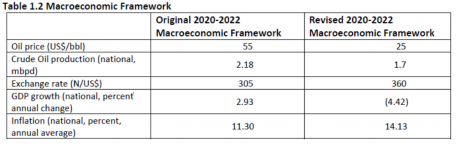 Table 1.2 Macroeconomic Framework
Original 2020-2022 Revised 2020-2022
Macroeconomic Framework Macroeconomic Framework
Oil price (US$/bbl) 55 25
Crude Oil production (national,
mbpd) 2.18 1.7
Exchange rate (N/US$) 305 360
GDP growth (national, percent
annual change) 2.93 (4.42)
Inflation (national, percent,
annual average) 11.30 14.13